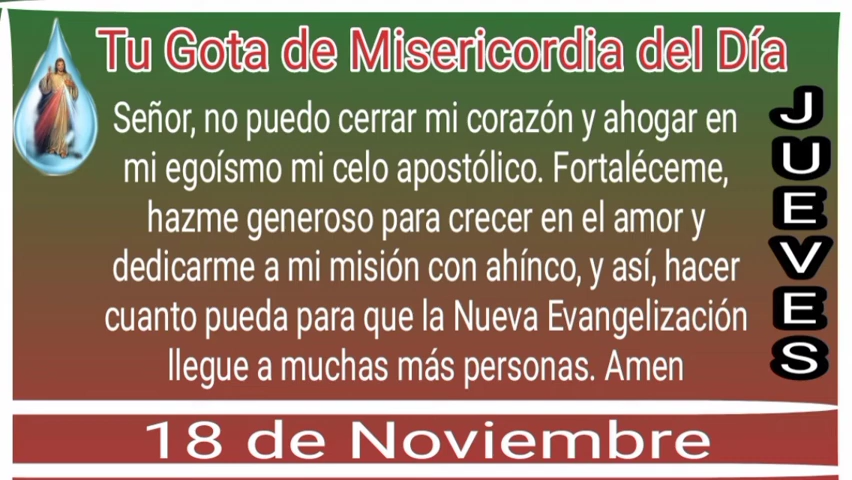 Tu Gota de Misericordia del Día
Señor, no puedo cerrar mi corazón y ahogar en
mi egoísmo mi celo apostólico. Fortaléceme,
hazme generoso para crecer en el amor y
dedicarme a mi misión con ahínco, y así, hacer
cuanto pueda para que la Nueva Evangelización
llegue a muchas más personas. Amen
JUEVES
18 de Noviembre